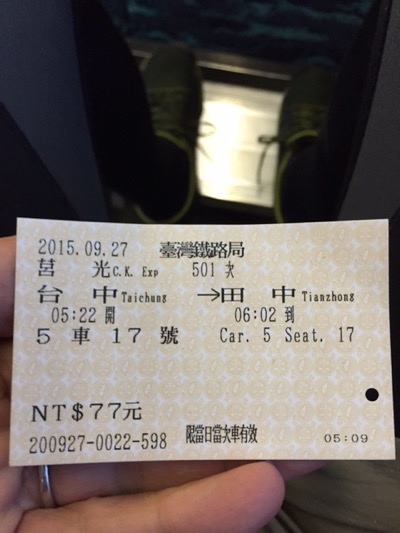 2015.09.27 臺灣鐵路局
莒 光 C.K. Exp 501 次
台 中 Taichung → 田 中 Tianzhong
05:22 開 06:02 到
5 車 17 號 Car. 5 Seat. 17
NT$77元
200927-0022-598 限當日當次車有效 05:09